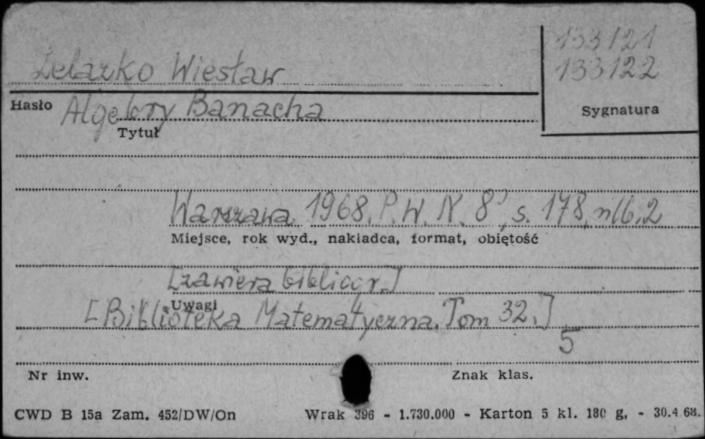 133121
133122
Żelazko Wiesław
Hasło Algebry Banacha
Sygnatura
Tytuł
Warszawa 1968, P.W.N. 8°, s. 178, nlb, 2
Miejsce, rok wyd., nakładca, format, objętość
[zawiera bibliogr.]
Uwagi
[Biblioteka Matematyczna. Tom 32.]
5
Nr inw. Znak klas.
CWD B 15a Zam. 452/DW/On Wrak 396 - 1.730.000 - Karton 5 kl. 180 g. - 30.4.68.